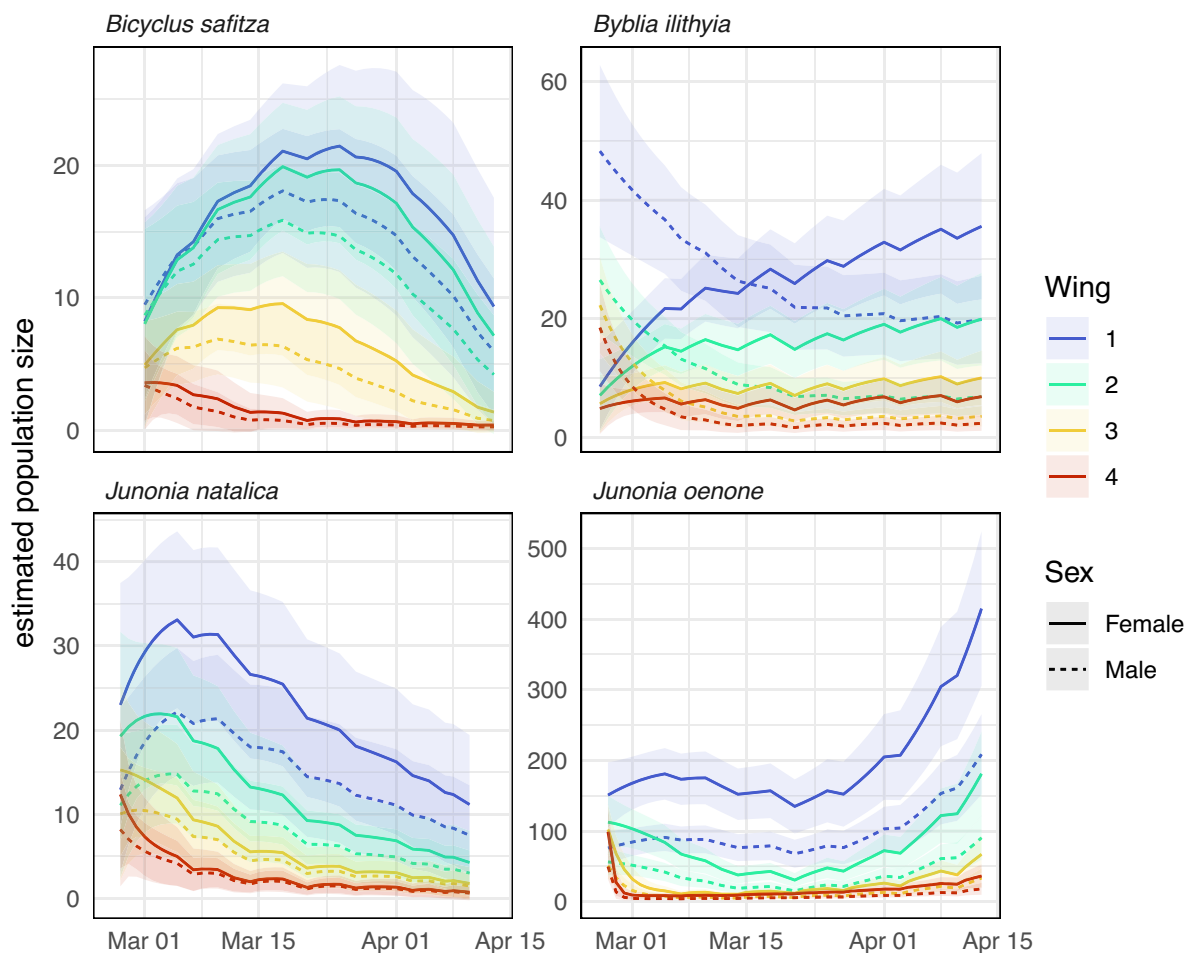 Bicyclus safitza
Byblia ilithyia
20
10
0
60
40
20
0
estimated population size
Junonia natalica
Junonia oenone
40
30
20
10
0
500
400
300
200
100
0
Mar 01
Mar 15
Apr 01
Apr 15
Mar 01
Mar 15
Apr 01
Apr 15
Wing
1
2
3
4
Sex
Female
Male